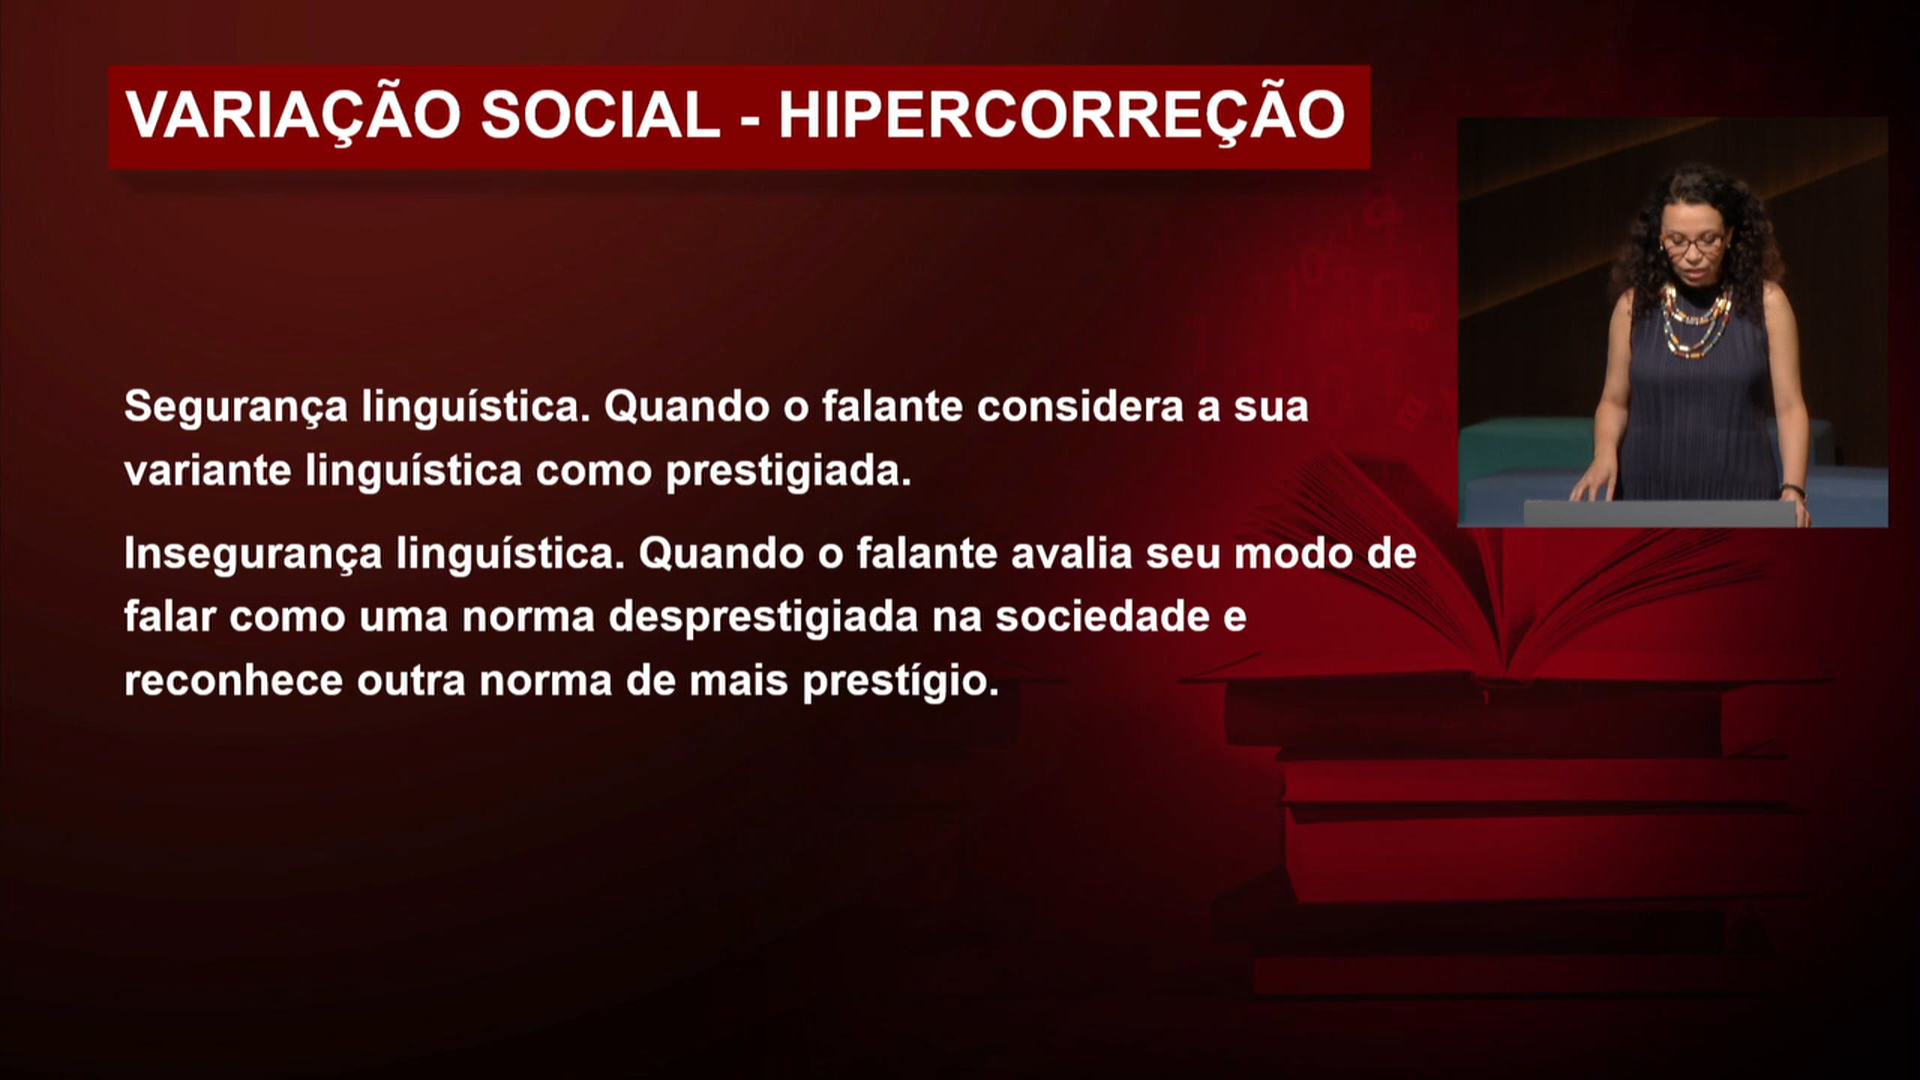 VARIAÇÃO SOCIAL - HIPERCORREÇÃO
Segurança linguística. Quando o falante considera a sua
variante linguística como prestigiada.
Insegurança linguística. Quando o falante avalia seu modo de
falar como uma norma desprestigiada na sociedade e
reconhece outra norma de mais prestígio.